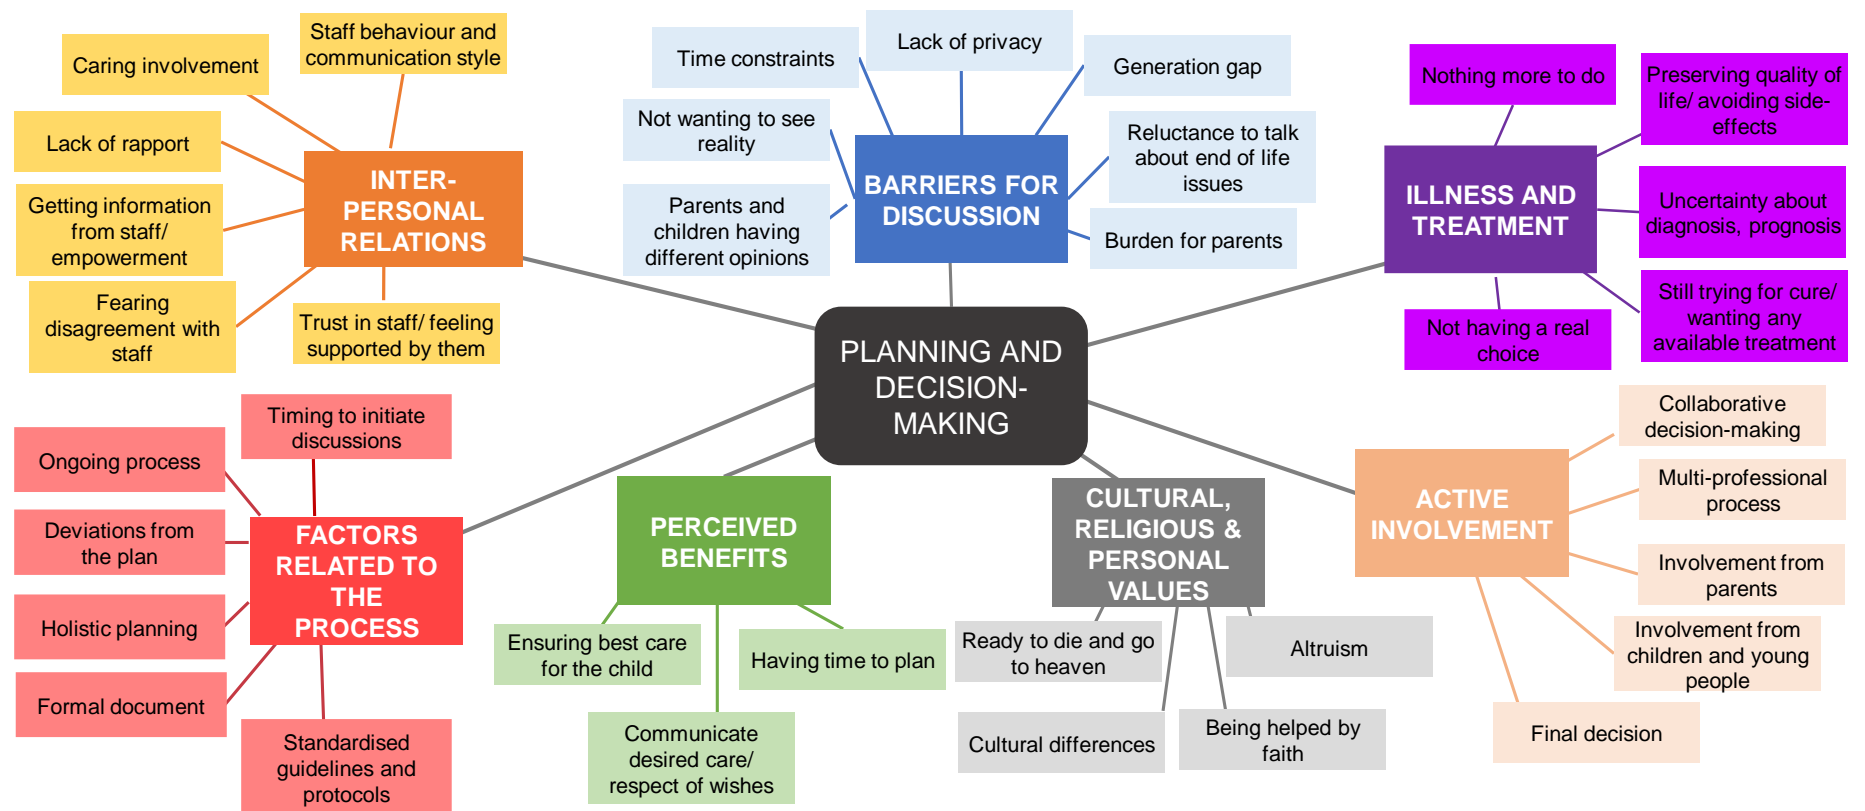 Staff behaviour and
communication style
Caring involvement
Lack of rapport
Getting information
from staff/
empowerment
Fearing
disagreement with
staff
Trust in staff/ feeling
supported by them
INTER-
PERSONAL
RELATIONS
Time constraints
Lack of privacy
Generation gap
Not wanting to see
reality
Reluctance to talk
about end of life
issues
Parents and
children having
different opinions
Burden for parents
BARRIERS FOR
DISCUSSION
Nothing more to do
Preserving quality of
life/ avoiding side-
effects
Uncertainty about
diagnosis, prognosis
Still trying for cure/
wanting any
available treatment
Not having a real
choice
ILLNESS AND
TREATMENT
PLANNING AND
DECISION-
MAKING
Timing to initiate
discussions
Ongoing process
Deviations from
the plan
Holistic planning
Formal document
Standardised
guidelines and
protocols
FACTORS
RELATED TO
THE
PROCESS
PERCEIVED
BENEFITS
Ensuring best care
for the child
Having time to plan
Communicate
desired care/
respect of wishes
CULTURAL,
RELIGIOUS &
PERSONAL
VALUES
Ready to die and go
to heaven
Altruism
Cultural differences
Being helped by
faith
ACTIVE
INVOLVEMENT
Collaborative
decision-making
Multi-professional
process
Involvement from
parents
Involvement from
children and young
people
Final decision